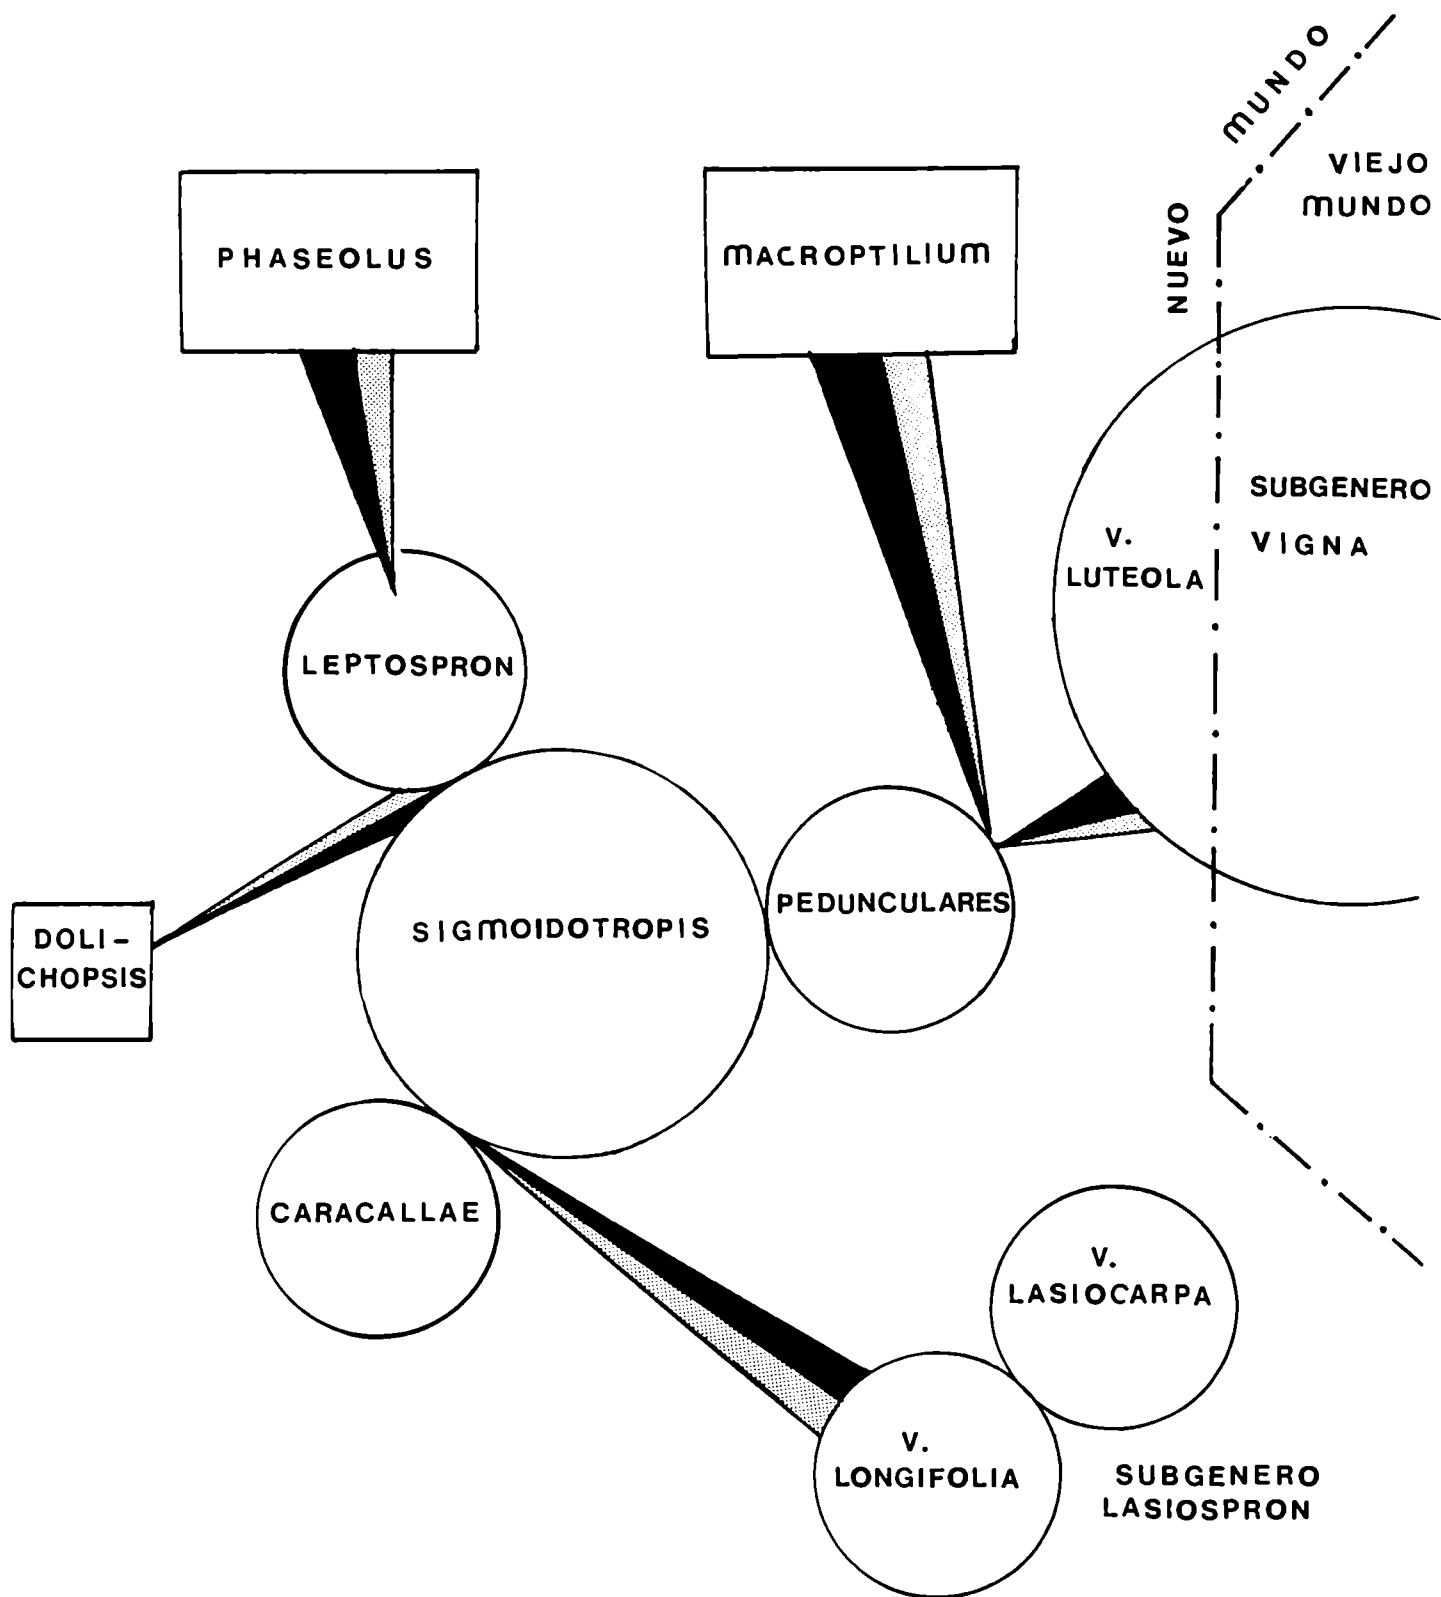 NUEVO MUNDO
VIEJO
MUNDO
PHASEOLUS
MACROPTILIUM
SUBGENERO
VIGNA
V.
LUTEOLA
LEPTOSPRON
SIGMOIDOTROPIS
PEDUNCULARES
DOLI-
CHOPSIS
CARACALLAE
V.
LASIOCARPA
V.
LONGIFOLIA
SUBGENERO
LASIOSPRON